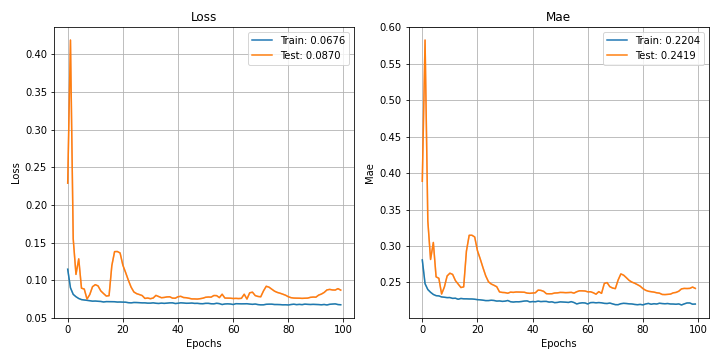 Loss
Train: 0.0676
Test: 0.0870
Loss
0.40
0.35
0.30
0.25
0.20
0.15
0.10
0.05
0 20 40 60 80 100
Epochs
Mae
Train: 0.2204
Test: 0.2419
Mae
0.60
0.55
0.50
0.45
0.40
0.35
0.30
0.25
0 20 40 60 80 100
Epochs